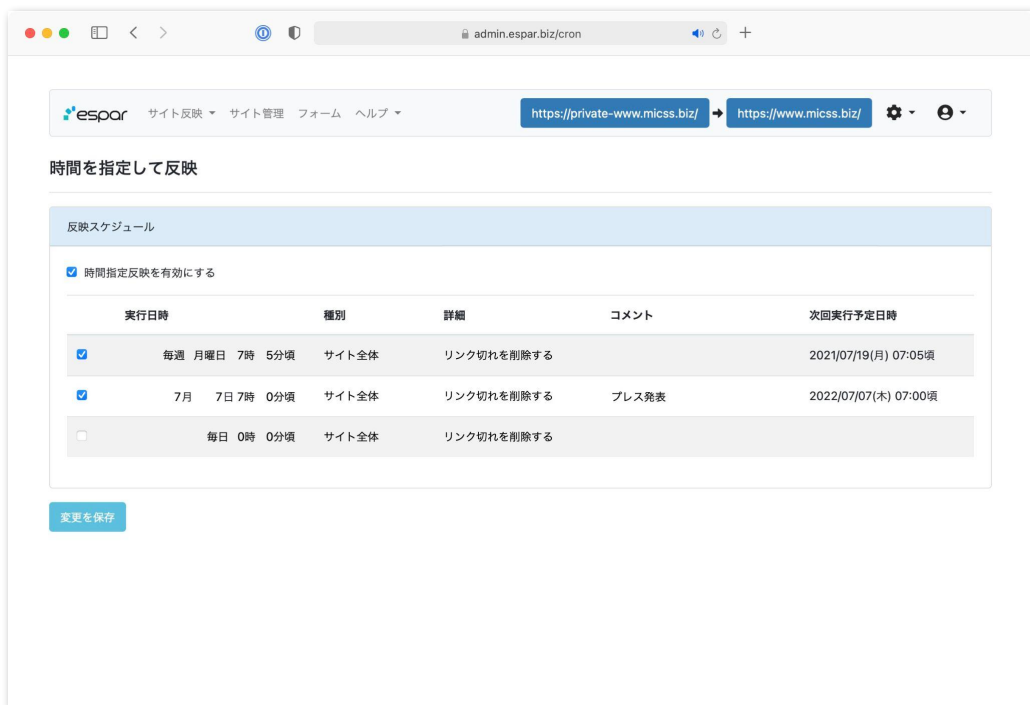 admin.espar.biz/cron
espar サイト反映 サイト管理 フォーム ヘルプ https://private-www.micss.biz/ https://www.micss.biz/
時間を指定して反映
反映スケジュール
時間指定反映を有効にする
実行日時 種別 詳細 コメント 次回実行予定日時
毎週 月曜日 7時 5分頃 サイト全体 リンク切れを削除する 2021/07/19(月) 07:05頃
7月 7日 7時 0分頃 サイト全体 リンク切れを削除する プレス発表 2022/07/07(木) 07:00頃
毎日 0時 0分頃 サイト全体 リンク切れを削除する
変更を保存